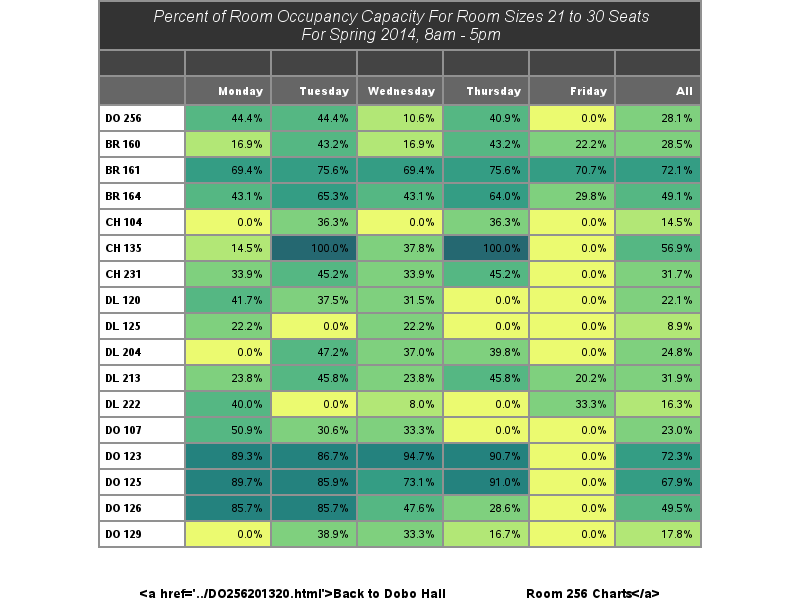 Percent of Room Occupancy Capacity For Room Sizes 21 to 30 Seats
For Spring 2014, 8am - 5pm
Monday Tuesday Wednesday Thursday Friday All
DO 256 44.4% 44.4% 10.6% 40.9% 0.0% 28.1%
BR 160 16.9% 43.2% 16.9% 43.2% 22.2% 28.5%
BR 161 69.4% 75.6% 69.4% 75.6% 70.7% 72.1%
BR 164 43.1% 65.3% 43.1% 64.0% 29.8% 49.1%
CH 104 0.0% 36.3% 0.0% 36.3% 0.0% 14.5%
CH 135 14.5% 100.0% 37.8% 100.0% 0.0% 56.9%
CH 231 33.9% 45.2% 33.9% 45.2% 0.0% 31.7%
DL 120 41.7% 37.5% 31.5% 0.0% 0.0% 22.1%
DL 125 22.2% 0.0% 22.2% 0.0% 0.0% 8.9%
DL 204 0.0% 47.2% 37.0% 39.8% 0.0% 24.8%
DL 213 23.8% 45.8% 23.8% 45.8% 20.2% 31.9%
DL 222 40.0% 0.0% 8.0% 0.0% 33.3% 16.3%
DO 107 50.9% 30.6% 33.3% 0.0% 0.0% 23.0%
DO 123 89.3% 86.7% 94.7% 90.7% 0.0% 72.3%
DO 125 89.7% 85.9% 73.1% 91.0% 0.0% 67.9%
DO 126 85.7% 85.7% 47.6% 28.6% 0.0% 49.5%
DO 129 0.0% 38.9% 33.3% 16.7% 0.0% 17.8%
<a href='../DO256201320.html'>Back to Dobo Hall Room 256 Charts</a>